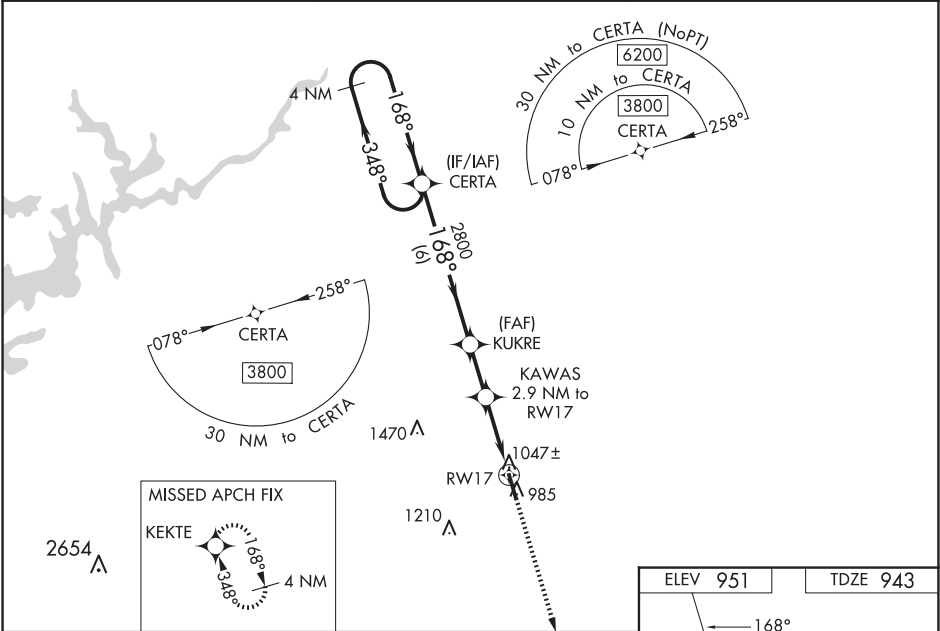 30 NM to CERTA (NoPT)
6200
10 NM to CERTA
3800
CERTA
078°
258°
4 NM
168°
348°
(IF/IAF)
CERTA
2800
168°
(6)
258°
078°
CERTA
3800
30 NM to CERTA
(FAF)
KUKRE
KAWAS
2.9 NM to
RW17
1470
1047±
RW17
985
1210
2654
MISSED APCH FIX
KEKTE
168°
348°
4 NM
ELEV 951
TDZE 943
168°